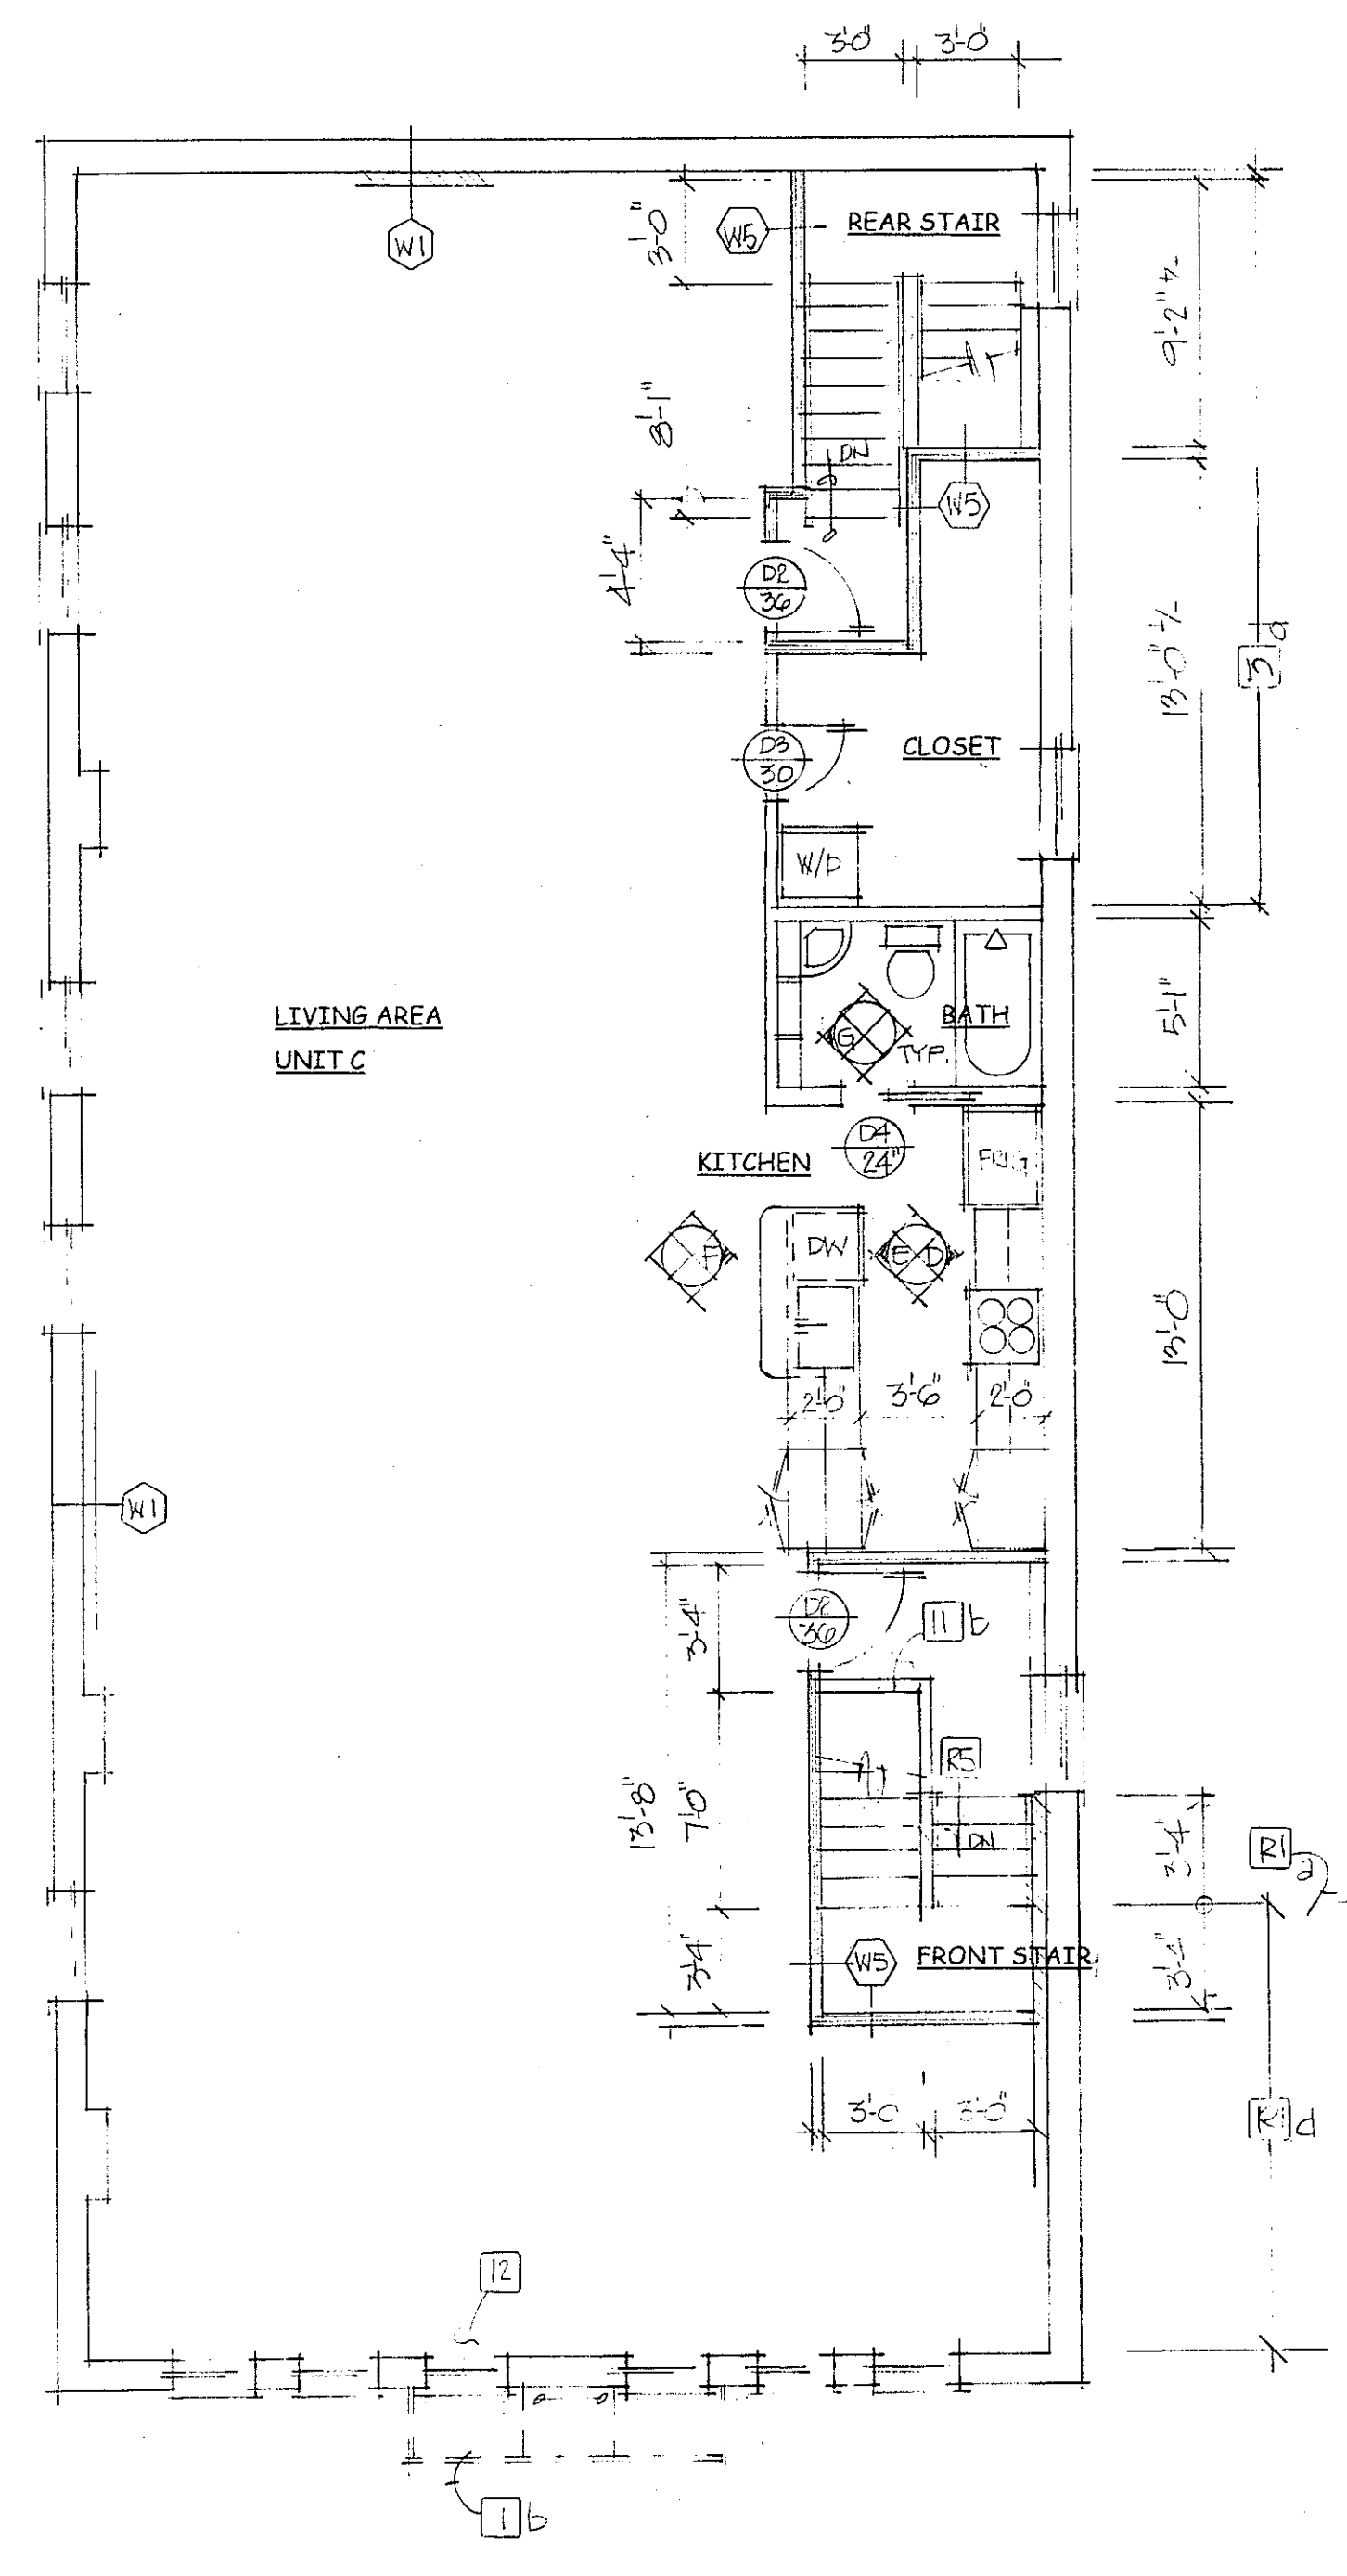 3'-0" 3'-0"
REAR STAIR
W1
W5
3'-0"
9'-2" +/-
8'-1"
DN
W5
4'-4"
D2
36
13'-0" +/-
3 a
D3
30
CLOSET
W/D
LIVING AREA
UNIT C
BATH
5'-1"
G
TYP.
D4
24"
KITCHEN
FRIG.
F
DW
E D
13'-0"
2'-0" 3'-6" 2'-0"
W1
D2
36
3'-4"
11 b
R5
13'-8"
7'-0"
DN
3'-4"
R1 a
3'-4"
W5
FRONT STAIR
3'-4"
3'-0" 3'-0"
R1 d
12
1 b